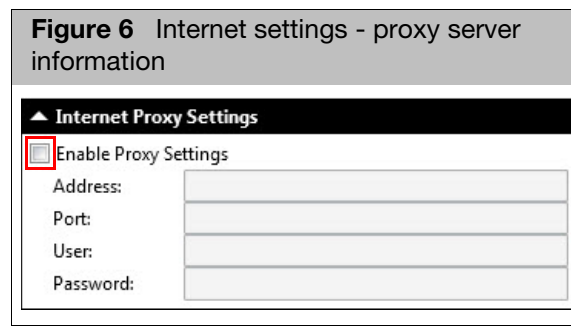 Figure 6 Internet settings - proxy server
information
Internet Proxy Settings
Enable Proxy Settings
Address:
Port:
User:
Password: